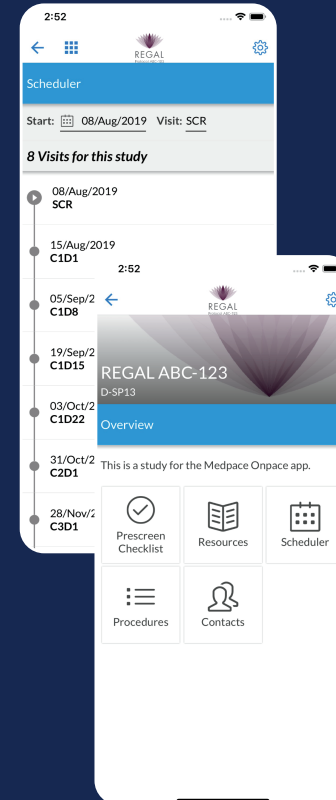 2:52
REGAL
Protocol ABC-123
Scheduler
Start: 08/Aug/2019 Visit: SCR
8 Visits for this study
08/Aug/2019
SCR
15/Aug/2019
C1D1
05/Sep/2
C1D8
19/Sep/2
C1D15
03/Oct/2
C1D22
31/Oct/2
C2D1
28/Nov/2
C3D1
2:52
REGAL
REGAL ABC-123
D-SP13
Overview
This is a study for the Medpace Onpace app.
Prescreen
Checklist
Resources
Scheduler
Procedures
Contacts